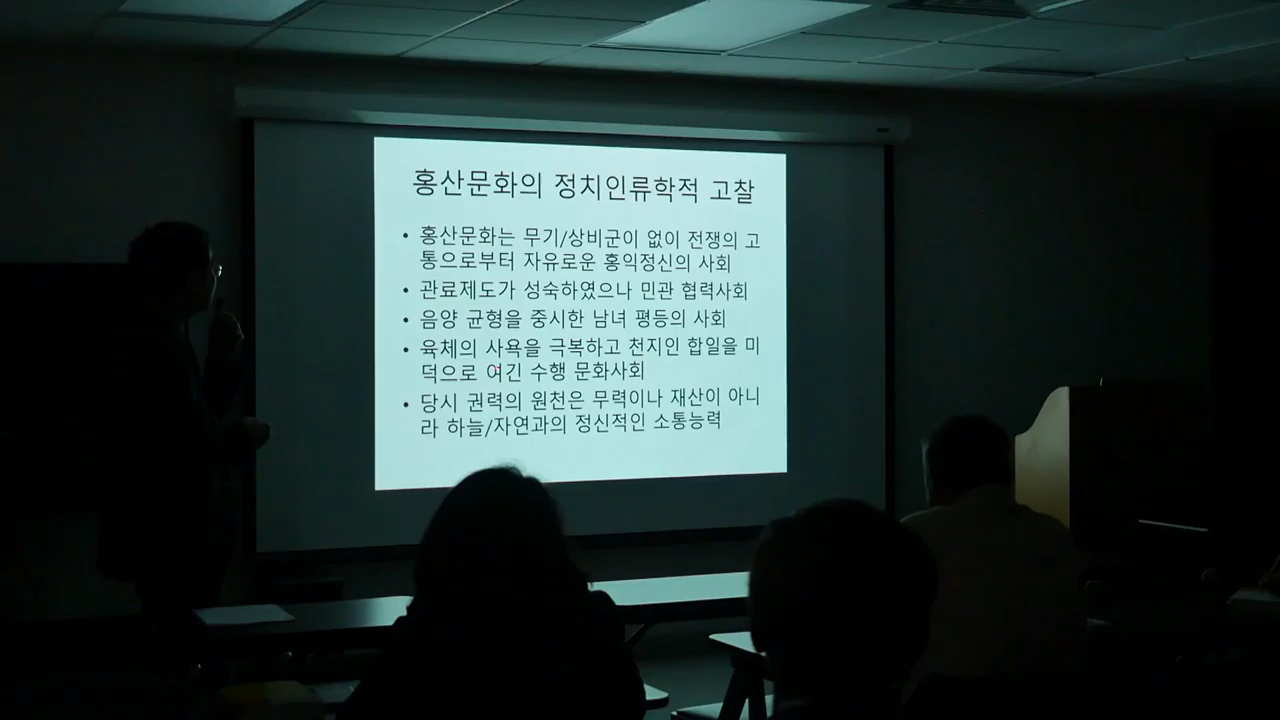 홍산문화의 정치인류학적 고찰
• 홍산문화는 무기/상비군이 없이 전쟁의 고
통으로부터 자유로운 홍익정신의 사회
• 관료제도가 성숙하였으나 민관 협력사회
• 음양 균형을 중시한 남녀 평등의 사회
• 육체의 사욕을 극복하고 천지인 합일을 미
덕으로 여긴 수행 문화사회
• 당시 권력의 원천은 무력이나 재산이 아니
라 하늘/자연과의 정신적인 소통능력